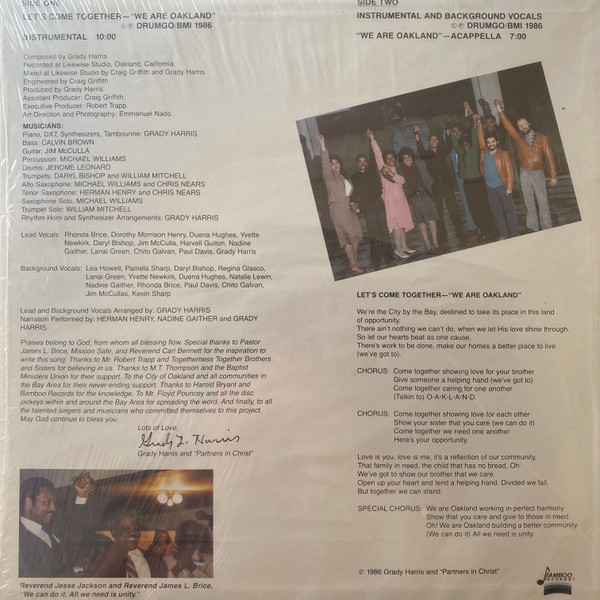 SIDE ONE
LET'S COME TOGETHER—"WE ARE OAKLAND"
© ℗ DRUMGO/BMI 1986
INSTRUMENTAL 10:00
Composed by Grady Harris.
Recorded at Likewise Studio, Oakland, California.
Mixed at Likewise Studio by Craig Griffith and Grady Harris.
Engineered by Craig Griffith.
Produced by Grady Harris.
Assistant Producer: Craig Griffith.
Executive Producer: Robert Trapp.
Art Direction and Photography: Emmanuel Nado.
MUSICIANS:
Piano, DX7, Synthesizers, Tambourine: GRADY HARRIS
Bass: CALVIN BROWN
Guitar: JIM McCULLA
Percussion: MICHAEL WILLIAMS
Drums: JEROME LEONARD
Trumpets: DARYL BISHOP and WILLIAM MITCHELL
Alto Saxophone: MICHAEL WILLIAMS and CHRIS NEARS
Tenor Saxophone: HERMAN HENRY and CHRIS NEARS
Saxophone Solo: MICHAEL WILLIAMS
Trumpet Solo: WILLIAM MITCHELL
Rhythm Horn and Synthesizer Arrangements: GRADY HARRIS
Lead Vocals: Rhonda Brice, Dorothy Morrison Henry, Duena Hughes, Yvette
Newkirk, Daryl Bishop, Jim McCulla, Harvell Guiton, Nadine
Gaither, Lanai Green, Chito Gavan, Paul Davis, Grady Harris
Background Vocals: Lea Howell, Pamela Sharp, Daryl Bishop, Regina Glasco,
Lanai Green, Yvette Newkirk, Duena Hughes, Natalie Lewin,
Nadine Gaither, Rhonda Brice, Paul Davis, Chito Galvan,
Jim McCullas, Kevin Sharp
Lead and Background Vocals Arranged by: GRADY HARRIS
Narration Performed by: HERMAN HENRY, NADINE GAITHER and GRADY
HARRIS
Praises belong to God, from whom all blessing flow. Special thanks to Pastor
James L. Brice, Mission Safe, and Reverend Carl Bennett for the inspiration to
write this song. Thanks to Mr. Robert Trapp and Togetherness Together Brothers
and Sisters for believing in us. Thanks to M.T. Thompson and the Baptist
Ministers Union for their support. To the City of Oakland and all communities in
the Bay Area for their never-ending support. Thanks to Harold Bryant and
Bamboo Records for the knowledge. To Mr. Floyd Pouncey and all the disc
jockeys within and around the Bay Area for spreading the word. And finally, to all
the talented singers and musicians who committed themselves to this project.
May God continue to bless you.
Lots of Love,
Grady L. Harris
Grady Harris and "Partners in Christ"
Reverend Jesse Jackson and Reverend James L. Brice,
"We can do it. All we need is unity."
SIDE TWO
INSTRUMENTAL AND BACKGROUND VOCALS
© ℗ DRUMGO/BMI 1986
"WE ARE OAKLAND"—ACAPPELLA 7:00
LET'S COME TOGETHER—"WE ARE OAKLAND"
We're the City by the Bay, destined to take its place in this land
of opportunity.
There ain't nothing we can't do, when we let His love shine through.
So let our hearts beat as one cause,
There's work to be done, make our homes a better place to live
(we've got to).
CHORUS: Come together showing love for your brother
Give someone a helping hand (we've got to)
Come together caring for one another
(Talkin to) O-A-K-L-A-N-D.
CHORUS: Come together showing love for each other
Show your sister that you care (we can do it)
Come together we need one another
Here's your opportunity.
Love is you, love is me, it's a reflection of our community,
That family in need, the child that has no bread, Oh
We've got to show our brother that we care.
Open up your heart and lend a helping hand. Divided we fall,
But together we can stand.
SPECIAL CHORUS: We are Oakland working in perfect harmony
Show that you care and give to those in need.
Oh! We are Oakland building a better community
(We can do it) All we need is unity.
© 1986 Grady Harris and "Partners in Christ"
BAMBOO
RECORDS